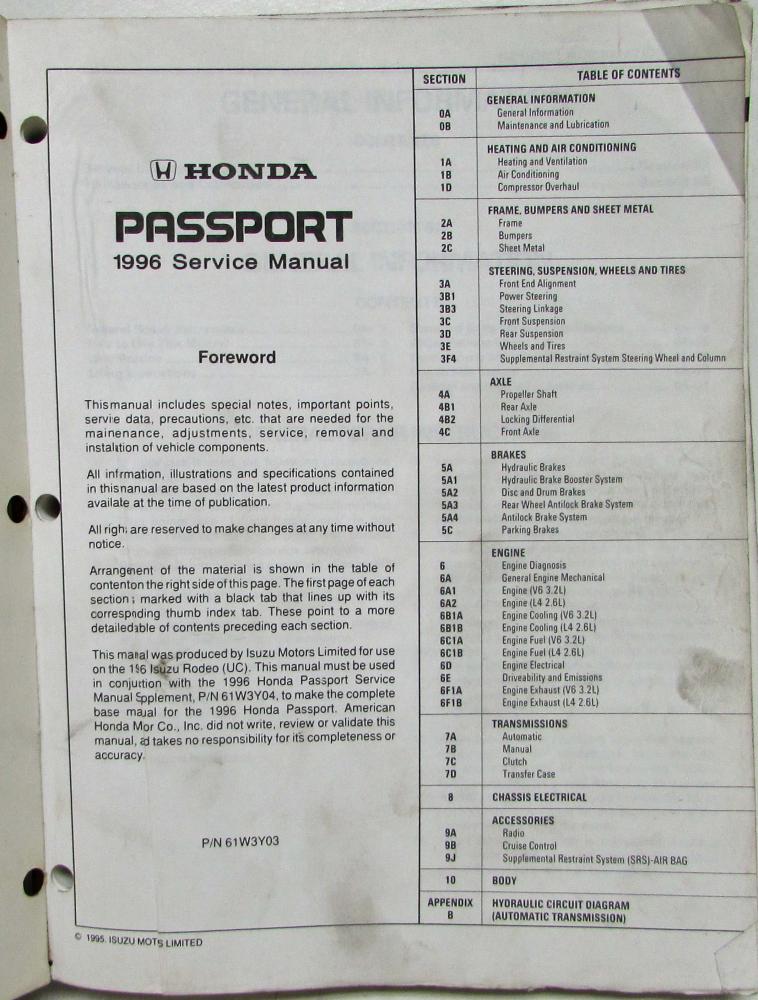 HONDA
PASSPORT
1996 Service Manual
Foreword
This manual includes special notes, important points,
servie data, precautions, etc. that are needed for the
mainenance, adjustments, service, removal and
instaltion of vehicle components.
All infrmation, illustrations and specifications contained
in this manual are based on the latest product information
availale at the time of publication.
All righ; are reserved to make changes at any time without
notice.
Arrangement of the material is shown in the table of
contenton the right side of this page. The first page of each
section ; marked with a black tab that lines up with its
correspnding thumb index tab. These point to a more
detailedable of contents preceding each section.
This manal was produced by Isuzu Motors Limited for use
on the 196 Isuzu Rodeo (UC). This manual must be used
in conjuction with the 1996 Honda Passport Service
Manual Spplement, P/N 61W3Y04, to make the complete
base maual for the 1996 Honda Passport. American
Honda Mor Co., Inc. did not write, review or validate this
manual, ad takes no responsibility for its completeness or
accuracy.
P/N 61W3Y03
© 1995. ISUZU MOTS LIMITED
SECTION TABLE OF CONTENTS
GENERAL INFORMATION
0A General Information
0B Maintenance and Lubrication
HEATING AND AIR CONDITIONING
1A Heating and Ventilation
1B Air Conditioning
1D Compressor Overhaul
FRAME, BUMPERS AND SHEET METAL
2A Frame
2B Bumpers
2C Sheet Metal
STEERING, SUSPENSION, WHEELS AND TIRES
3A Front End Alignment
3B1 Power Steering
3B3 Steering Linkage
3C Front Suspension
3D Rear Suspension
3E Wheels and Tires
3F4 Supplemental Restraint System Steering Wheel and Column
AXLE
4A Propeller Shaft
4B1 Rear Axle
4B2 Locking Differential
4C Front Axle
BRAKES
5A Hydraulic Brakes
5A1 Hydraulic Brake Booster System
5A2 Disc and Drum Brakes
5A3 Rear Wheel Antilock Brake System
5A4 Antilock Brake System
5C Parking Brakes
ENGINE
6 Engine Diagnosis
6A General Engine Mechanical
6A1 Engine (V6 3.2L)
6A2 Engine (L4 2.6L)
6B1A Engine Cooling (V6 3.2L)
6B1B Engine Cooling (L4 2.6L)
6C1A Engine Fuel (V6 3.2L)
6C1B Engine Fuel (L4 2.6L)
6D Engine Electrical
6E Driveability and Emissions
6F1A Engine Exhaust (V6 3.2L)
6F1B Engine Exhaust (L4 2.6L)
TRANSMISSIONS
7A Automatic
7B Manual
7C Clutch
7D Transfer Case
8 CHASSIS ELECTRICAL
ACCESSORIES
9A Radio
9B Cruise Control
9J Supplemental Restraint System (SRS)-AIR BAG
10 BODY
APPENDIX HYDRAULIC CIRCUIT DIAGRAM
B (AUTOMATIC TRANSMISSION)